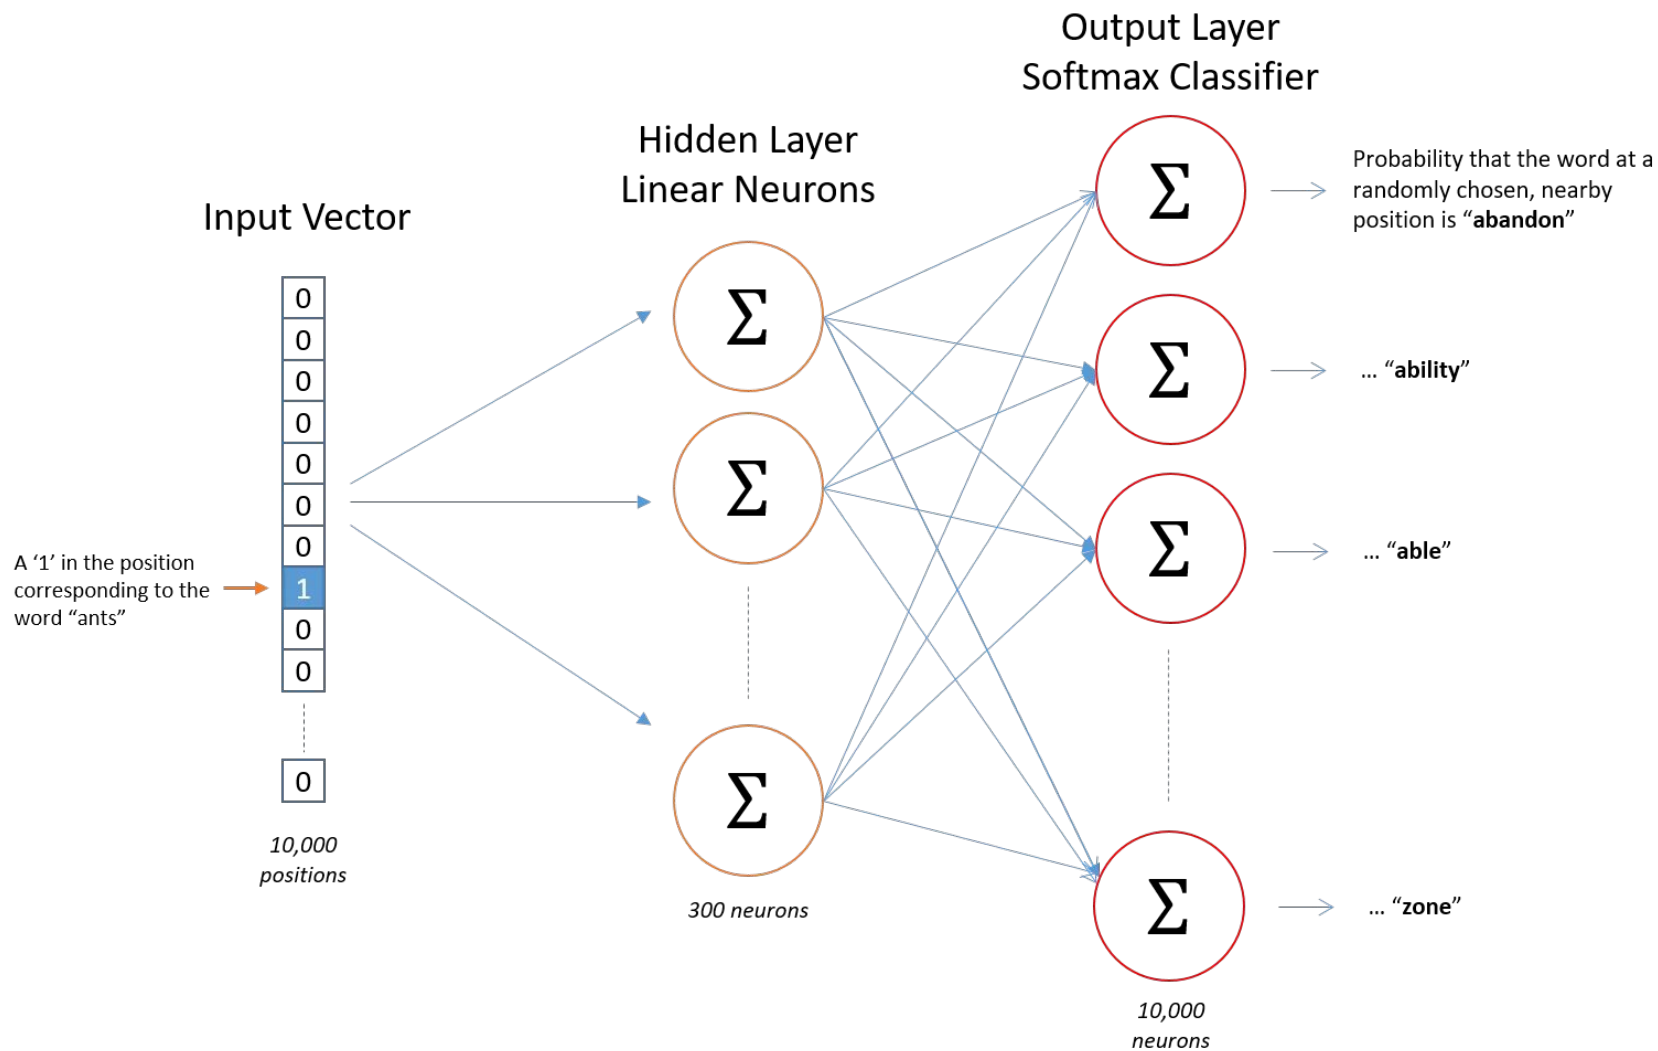 Output Layer
Softmax Classifier
Hidden Layer
Linear Neurons
Input Vector
0
0
0
0
0
0
0
1
0
0
0
A ‘1’ in the position
corresponding to the
word “ants”
10,000
positions
Σ
Σ
Σ
300 neurons
Σ
Σ
Σ
Σ
10,000
neurons
Probability that the word at a
randomly chosen, nearby
position is “abandon”
... “ability”
... “able”
... “zone”